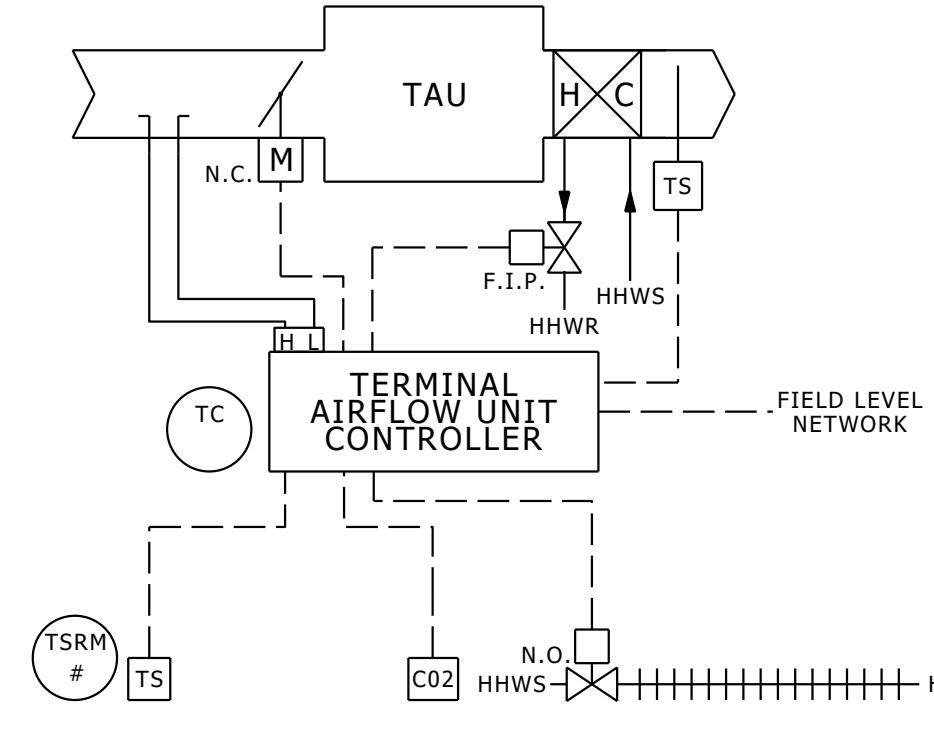 TAU
H C
M
N.C.
TS
F.I.P.
HHWS
HHWR
H L
TERMINAL
AIRFLOW UNIT
CONTROLLER
TC
FIELD LEVEL
NETWORK
TSRM
#
TS
C02
N.O.
HHWS
H